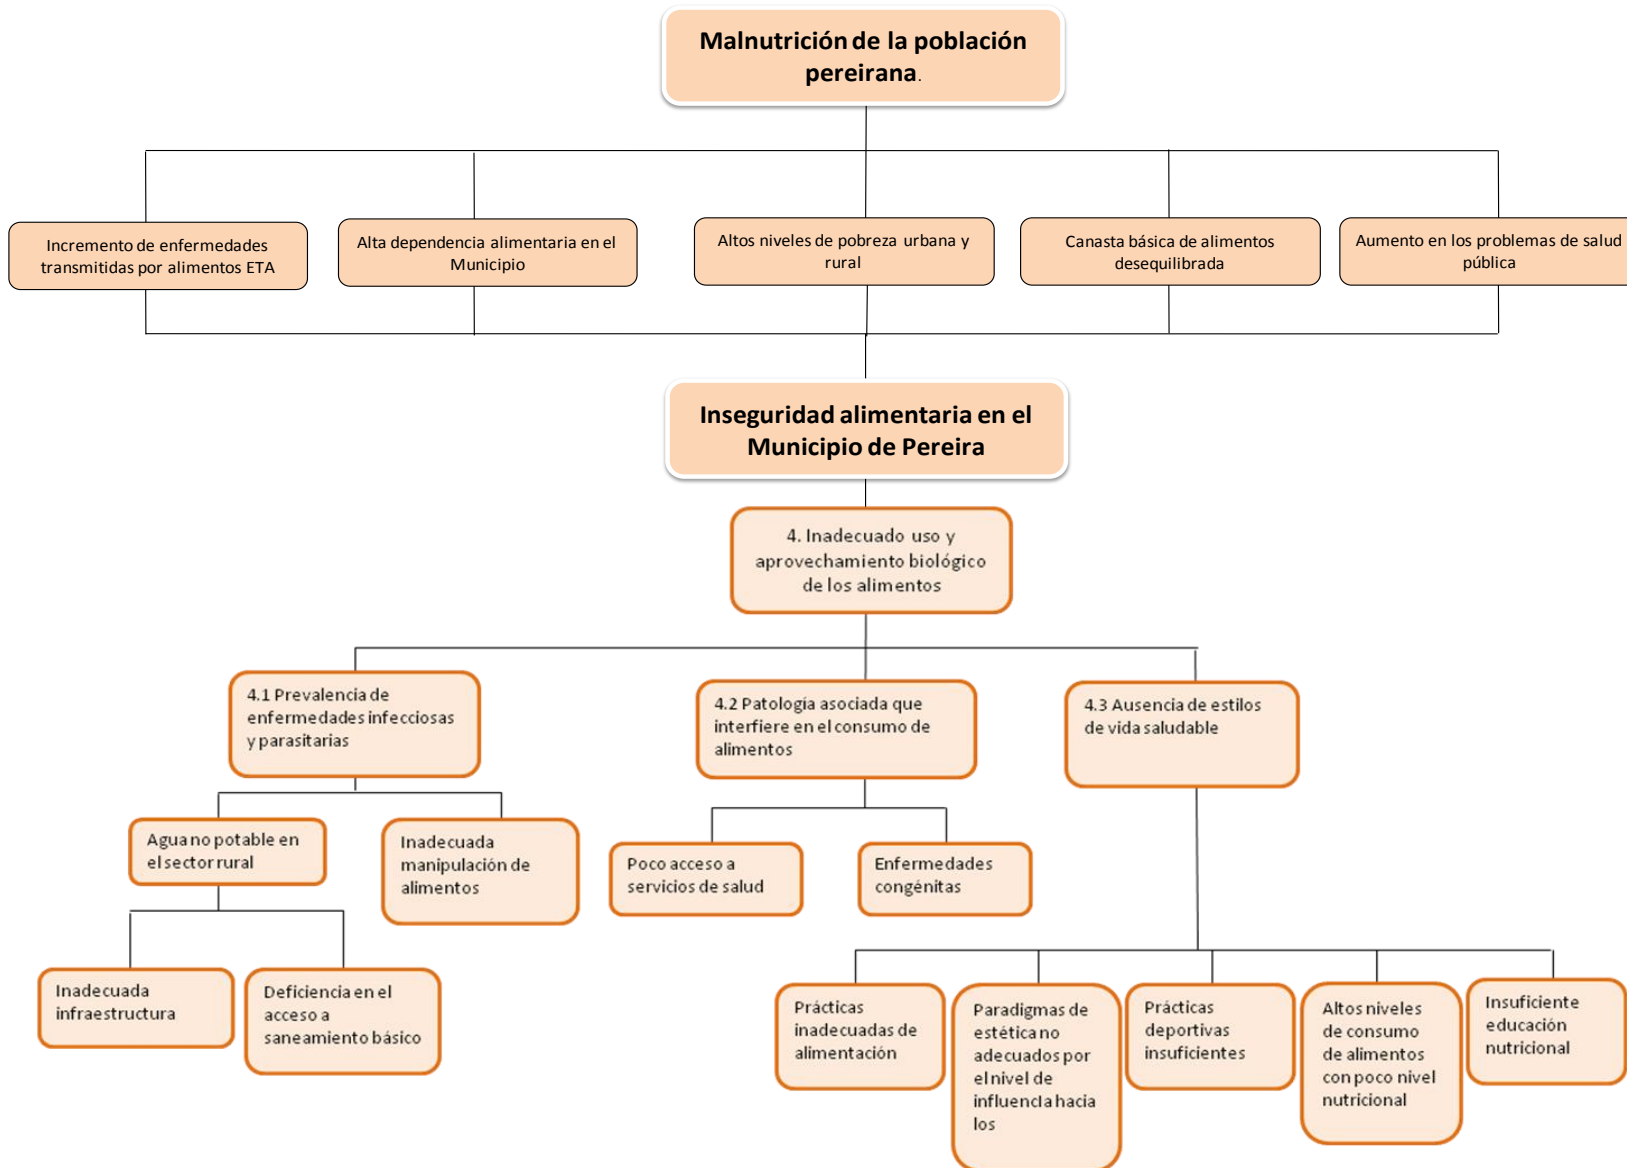 Malnutrición de la población
pereirana.
Incremento de enfermedades
transmitidas por alimentos ETA
Alta dependencia alimentaria en el
Municipio
Altos niveles de pobreza urbana y
rural
Canasta básica de alimentos
desequilibrada
Aumento en los problemas de salud
pública
Inseguridad alimentaria en el
Municipio de Pereira
4. Inadecuado uso y
aprovechamiento biológico
de los alimentos
4.1 Prevalencia de
enfermedades infecciosas
y parasitarias
4.2 Patología asociada que
interfiere en el consumo de
alimentos
4.3 Ausencia de estilos
de vida saludable
Agua no potable en
el sector rural
Inadecuada
manipulación de
alimentos
Poco acceso a
servicios de salud
Enfermedades
congénitas
Inadecuada
infraestructura
Deficiencia en el
acceso a
saneamiento básico
Prácticas
inadecuadas de
alimentación
Paradigmas de
estética no
adecuados por
el nivel de
influencia hacia
los
Prácticas
deportivas
insuficientes
Altos niveles
de consumo
de alimentos
con poco nivel
nutricional
Insuficiente
educación
nutricional